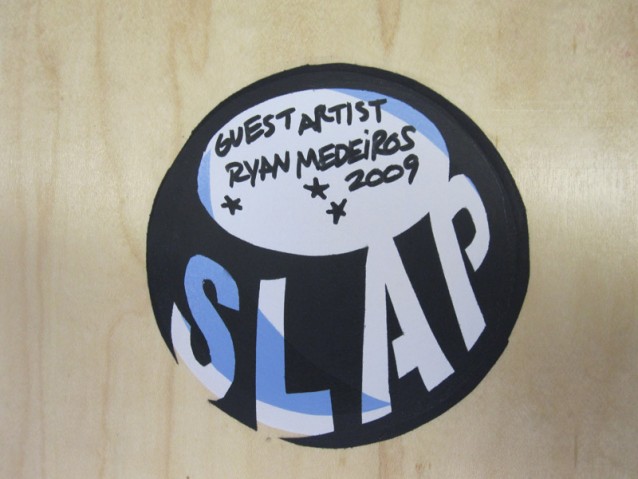 GUEST ARTIST
RYAN MEDEIROS
2009
SLAP